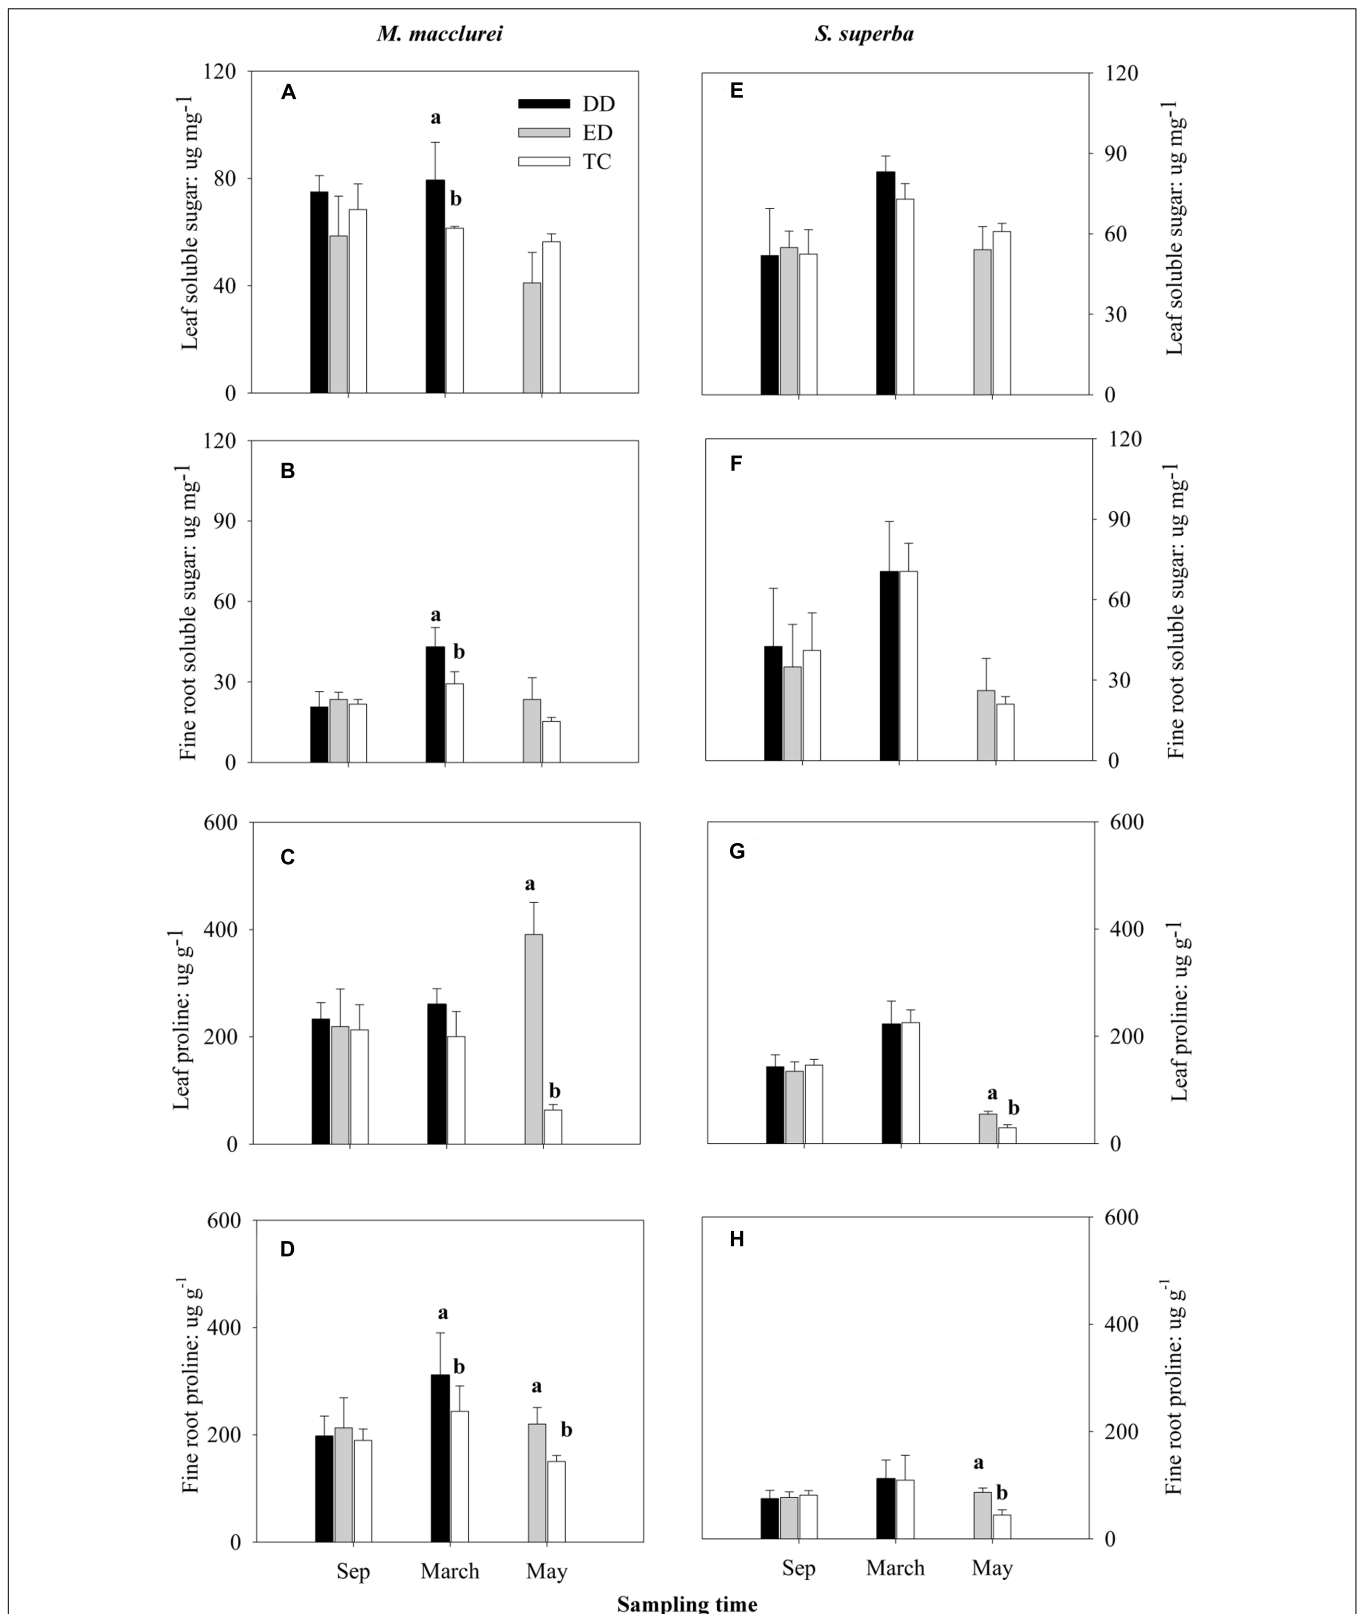 M. macclurei
S. superba
A
DD
ED
TC
a
b
120
80
40
0
Leaf soluble sugar: ug mg-1
E
120
90
60
30
0
Leaf soluble sugar: ug mg-1
B
a
b
120
90
60
30
0
Fine root soluble sugar: ug mg-1
F
120
90
60
30
0
Fine root soluble sugar: ug mg-1
C
a
b
600
400
200
0
Leaf proline: ug g-1
G
a
b
600
400
200
0
Leaf proline: ug g-1
D
a
b
a
b
600
400
200
0
Fine root proline: ug g-1
H
a
b
600
400
200
0
Fine root proline: ug g-1
Sep March May
Sep March May
Sampling time